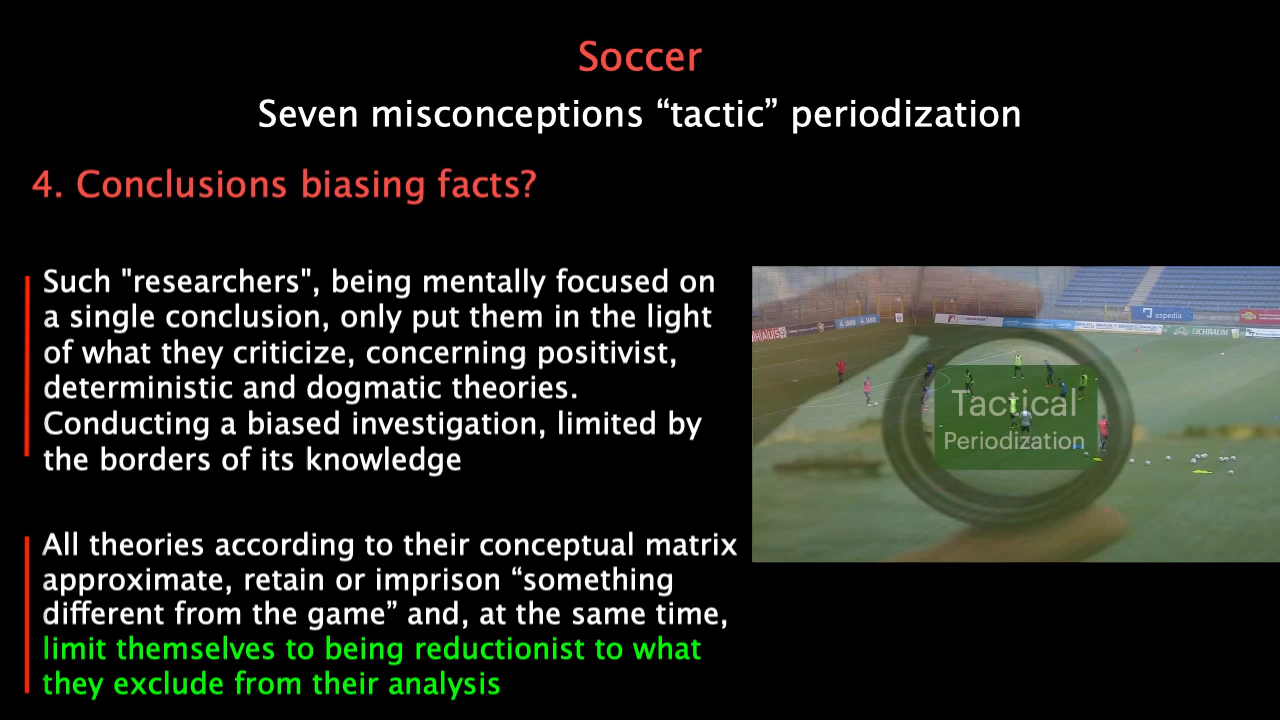 Soccer
Seven misconceptions “tactic” periodization
4. Conclusions biasing facts?
Such "researchers", being mentally focused on
a single conclusion, only put them in the light
of what they criticize, concerning positivist,
deterministic and dogmatic theories.
Conducting a biased investigation, limited by
the borders of its knowledge
aspedia
EICHBAUM
Tactical
Periodization
All theories according to their conceptual matrix
approximate, retain or imprison “something
different from the game” and, at the same time,
limit themselves to being reductionist to what
they exclude from their analysis